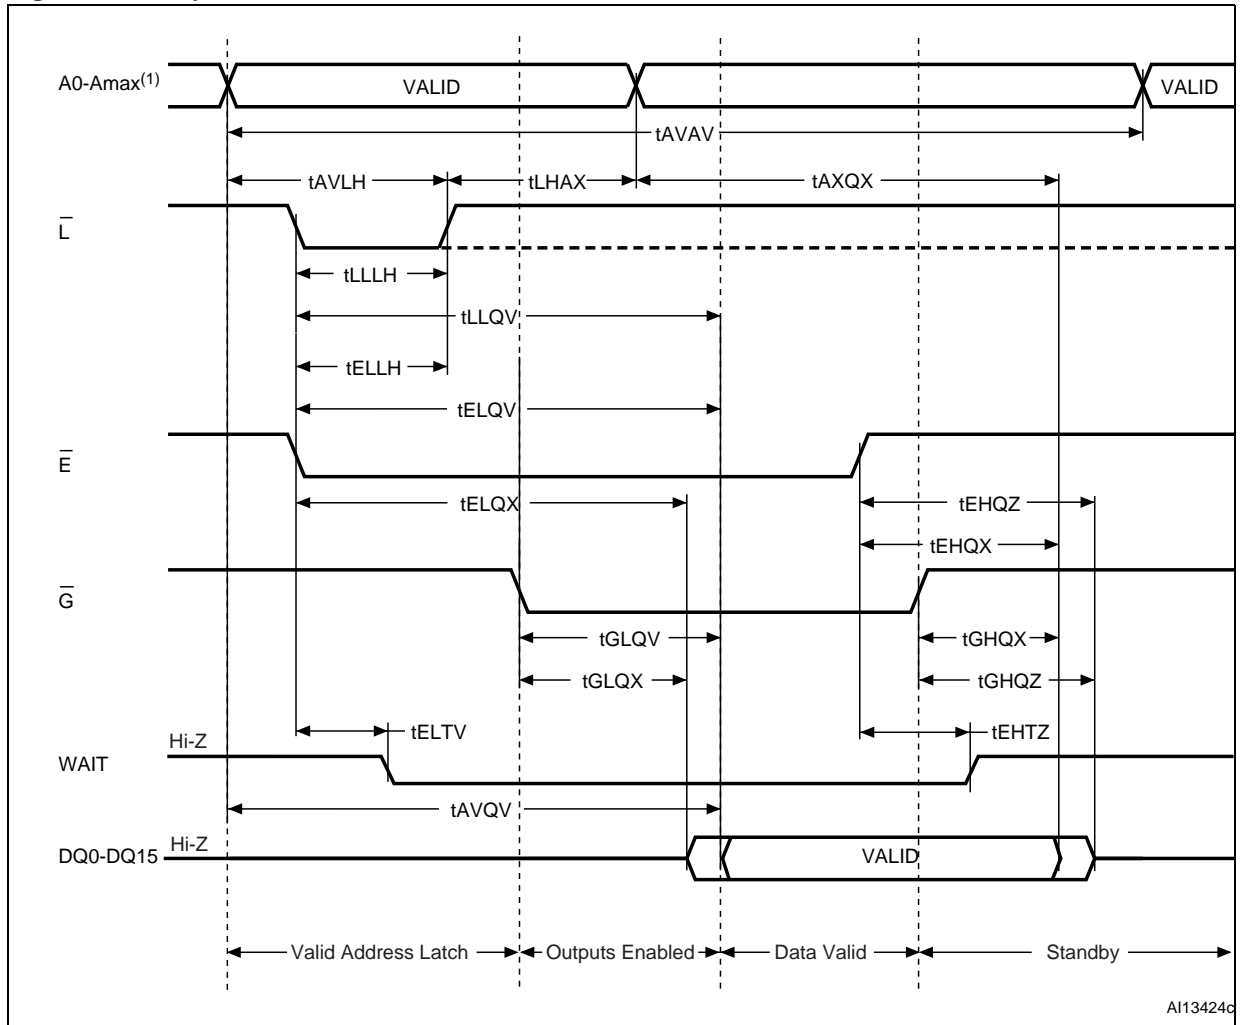 A0-Amax(1)
VALID
VALID
tAVAV
tAVLH
tLHAX
tAXQX
L
tLLLH
tLLQV
tELLH
tELQV
E
tELQX
tEHQZ
tEHQX
G
tGLQV
tGHQX
tGLQX
tGHQZ
tELTV
tEHTZ
Hi-Z
WAIT
tAVQV
Hi-Z
DQ0-DQ15
VALID
Valid Address Latch
Outputs Enabled
Data Valid
Standby
AI13424c